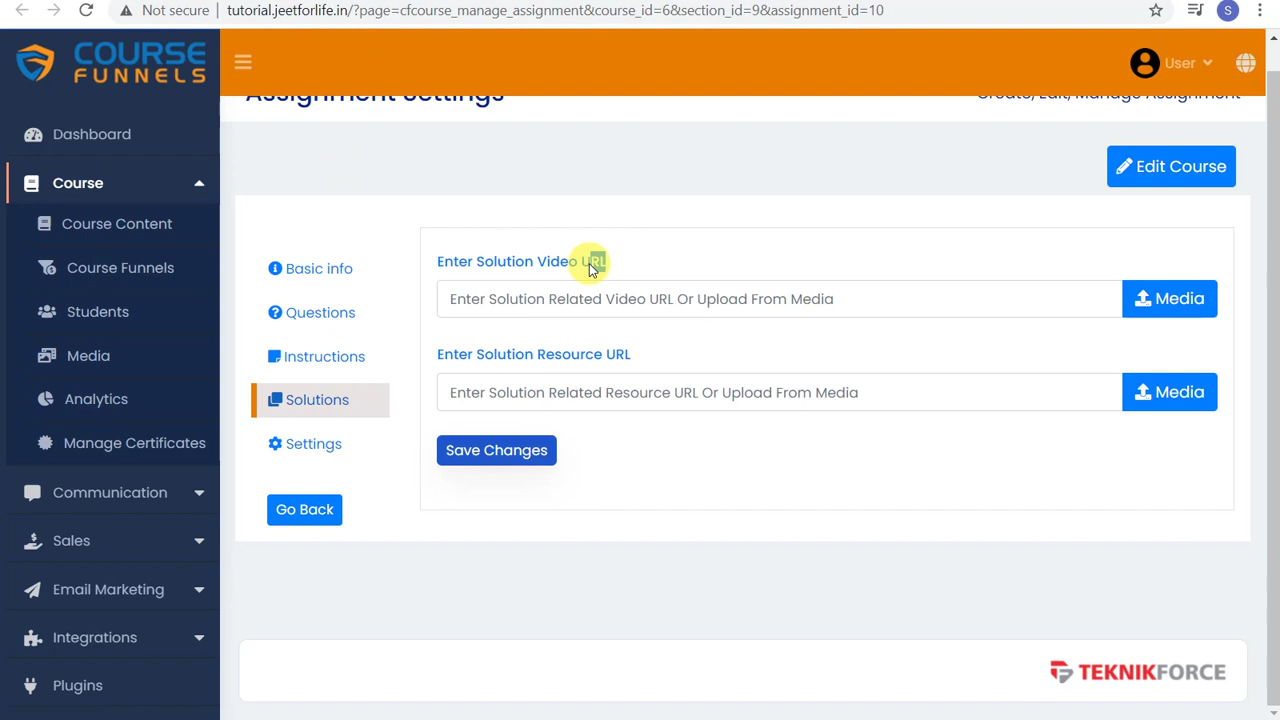 Not secure
tutorial.jeetforlife.in/?page=cfcourse_manage_assignment&course_id=6&section_id=9&assignment_id=10
S
COURSE
FUNNELS
User
Assignment Settings
Create, Edit, Manage Assignment
Dashboard
Course
Course Content
Course Funnels
Students
Media
Analytics
Manage Certificates
Communication
Sales
Email Marketing
Integrations
Plugins
Edit Course
Basic info
Questions
Instructions
Solutions
Settings
Go Back
Enter Solution Video URL
Enter Solution Related Video URL Or Upload From Media
Media
Enter Solution Resource URL
Enter Solution Related Resource URL Or Upload From Media
Media
Save Changes
TEKNIKFORCE